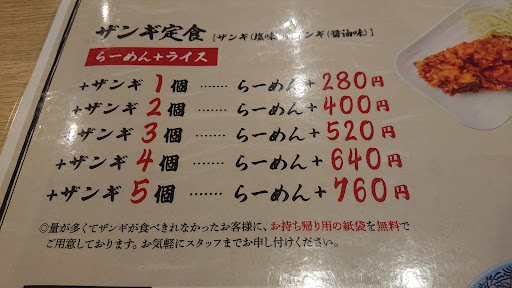 ザンギ定食 [ザンギ(塩味) ンギ(醤油味)]
らーめん+ライス
+ザンギ 1個 …… らーめん+280円
+ザンギ 2個 …… らーめん+400円
+ザンギ 3個 …… らーめん+520円
+ザンギ 4個 …… らーめん+640円
+ザンギ 5個 …… らーめん+760円
◎量が多くてザンギが食べきれなかったお客様に、お持ち帰り用の紙袋を無料で
ご用意しております。お気軽にスタッフまでお申し付けください。